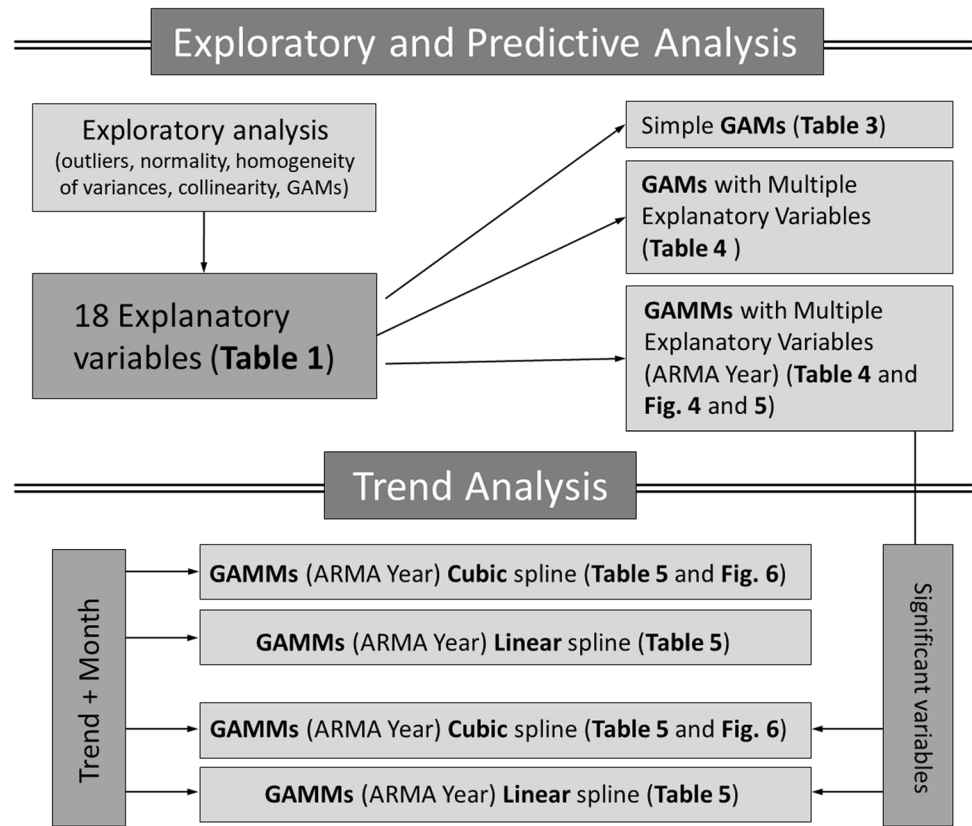 Exploratory and Predictive Analysis
Exploratory analysis
(outliers, normality, homogeneity
of variances, collinearity, GAMs)
18 Explanatory
variables (Table 1)
Simple GAMs (Table 3)
GAMs with Multiple
Explanatory Variables
(Table 4 )
GAMMs with Multiple
Explanatory Variables
(ARMA Year) (Table 4 and
Fig. 4 and 5)
Trend Analysis
Trend + Month
GAMMs (ARMA Year) Cubic spline (Table 5 and Fig. 6)
GAMMs (ARMA Year) Linear spline (Table 5)
GAMMs (ARMA Year) Cubic spline (Table 5 and Fig. 6)
GAMMs (ARMA Year) Linear spline (Table 5)
Significant variables